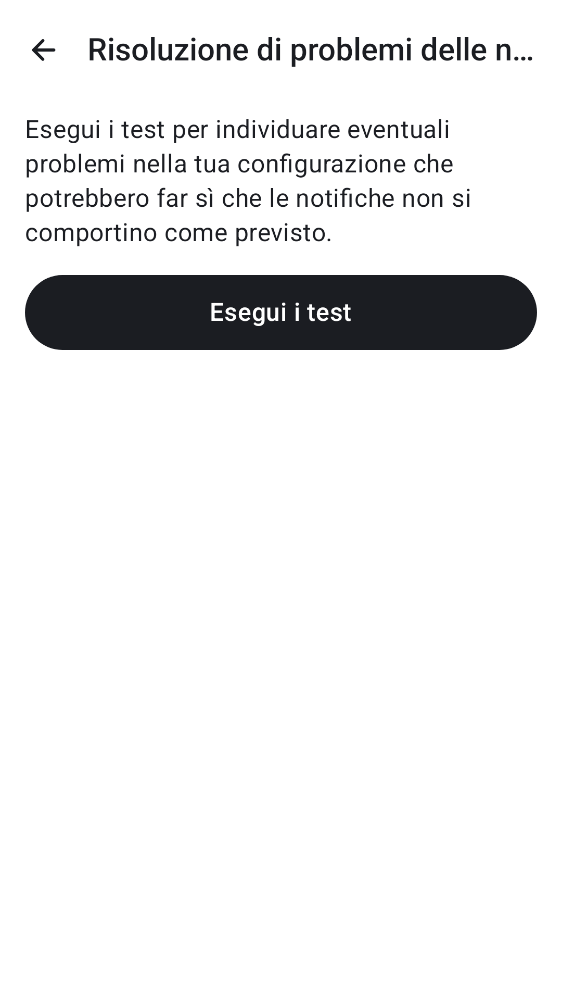 Risoluzione di problemi delle n...
Esegui i test per individuare eventuali
problemi nella tua configurazione che
potrebbero far sì che le notifiche non si
comportino come previsto.
Esegui i test